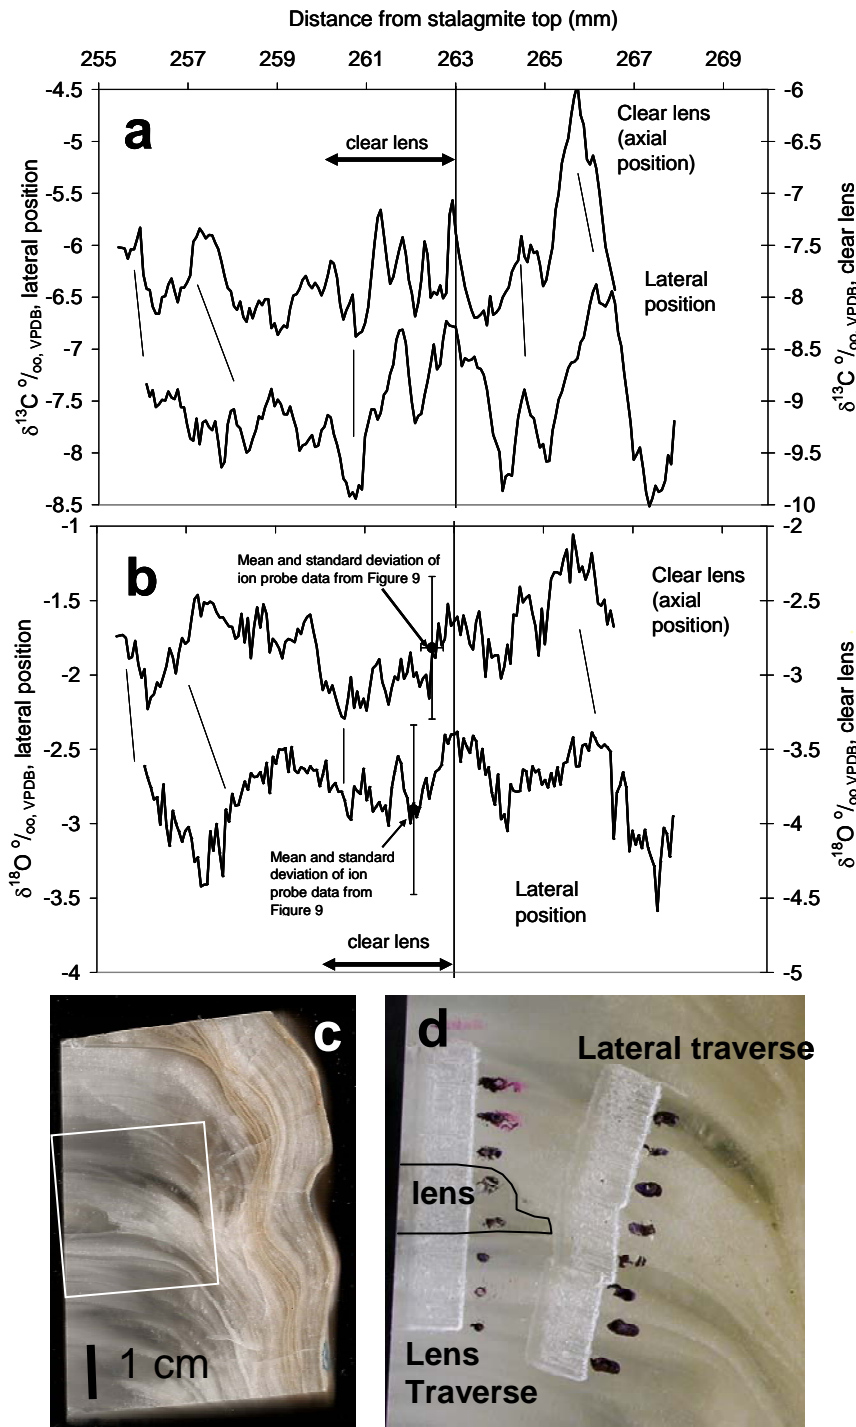 Distance from stalagmite top (mm)
255 257 259 261 263 265 267 269
-4.5
-5
-5.5
-6
-6.5
-7
-7.5
-8
-8.5
δ13C o/oo, VPDB, lateral position
a
clear lens
Clear lens
(axial
position)
Lateral
position
-6
-6.5
-7
-7.5
-8
-8.5
-9
-9.5
-10
δ13C o/oo, VPDB, clear lens
-1
-1.5
-2
-2.5
-3
-3.5
-4
δ18O o/oo, VPDB, lateral position
b
Mean and standard deviation of
ion probe data from Figure 9
Clear lens
(axial
position)
Mean and standard
deviation of ion
probe data from
Figure 9
Lateral
position
clear lens
-2
-2.5
-3
-3.5
-4
-4.5
-5
δ18O o/oo, VPDB, clear lens
c
1 cm
d
Lateral traverse
lens
Lens
Traverse